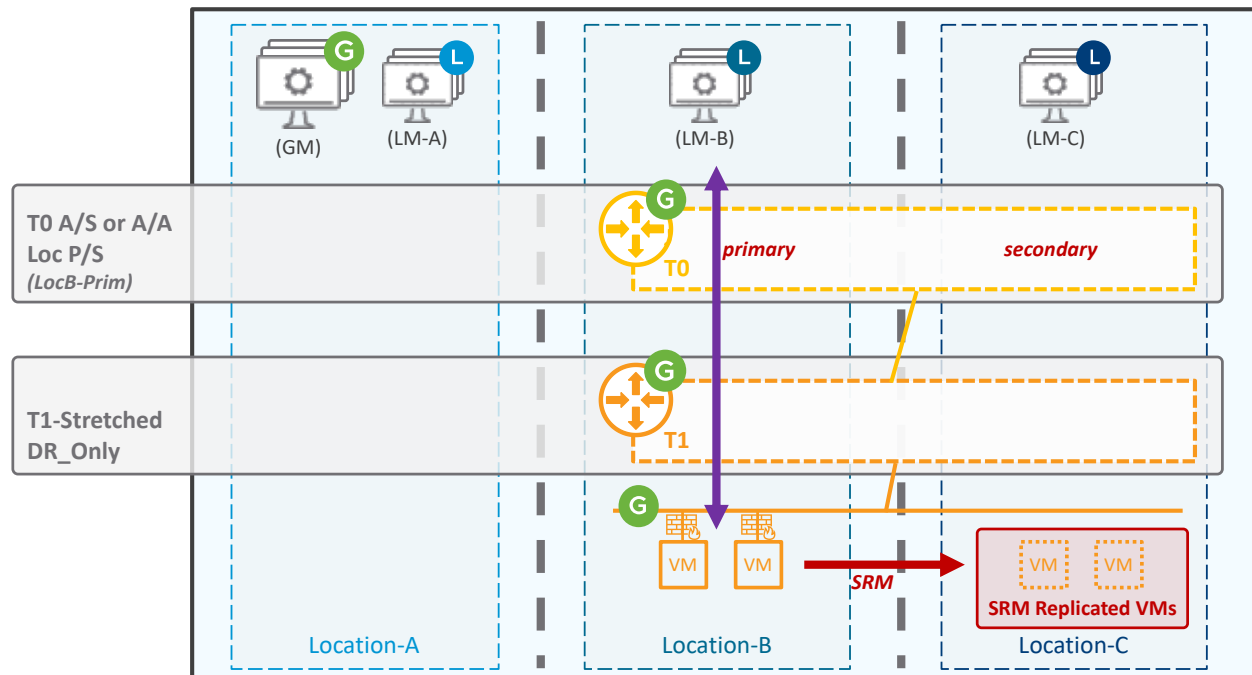 G
L
L
L
(GM)
(LM-A)
(LM-B)
(LM-C)
T0 A/S or A/A
Loc P/S
(LocB-Prim)
G
T0
primary
secondary
T1-Stretched
DR_Only
G
T1
G
VM
VM
SRM
VM
VM
SRM Replicated VMs
Location-A
Location-B
Location-C